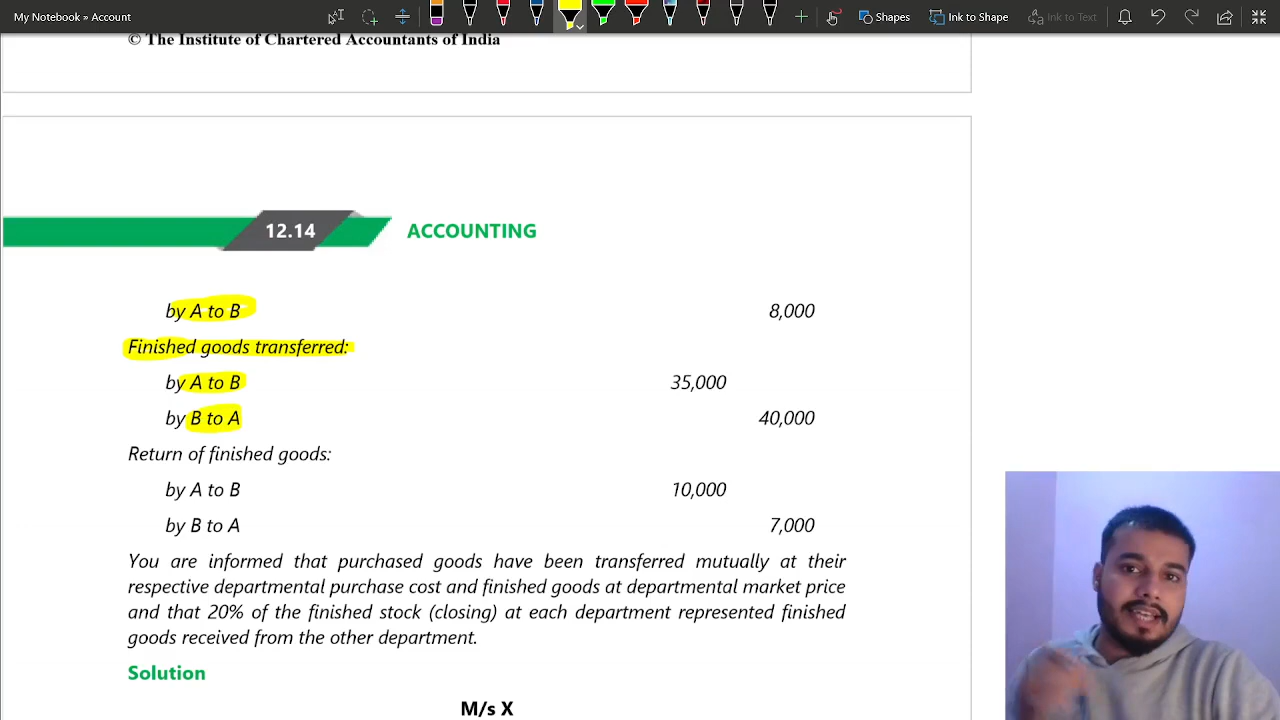 My Notebook » Account
Shapes
Ink to Shape
Ink to Text
© The Institute of Chartered Accountants of India
12.14
ACCOUNTING
by A to B 8,000
Finished goods transferred:
by A to B 35,000
by B to A 40,000
Return of finished goods:
by A to B 10,000
by B to A 7,000
You are informed that purchased goods have been transferred mutually at their
respective departmental purchase cost and finished goods at departmental market price
and that 20% of the finished stock (closing) at each department represented finished
goods received from the other department.
Solution
M/s X